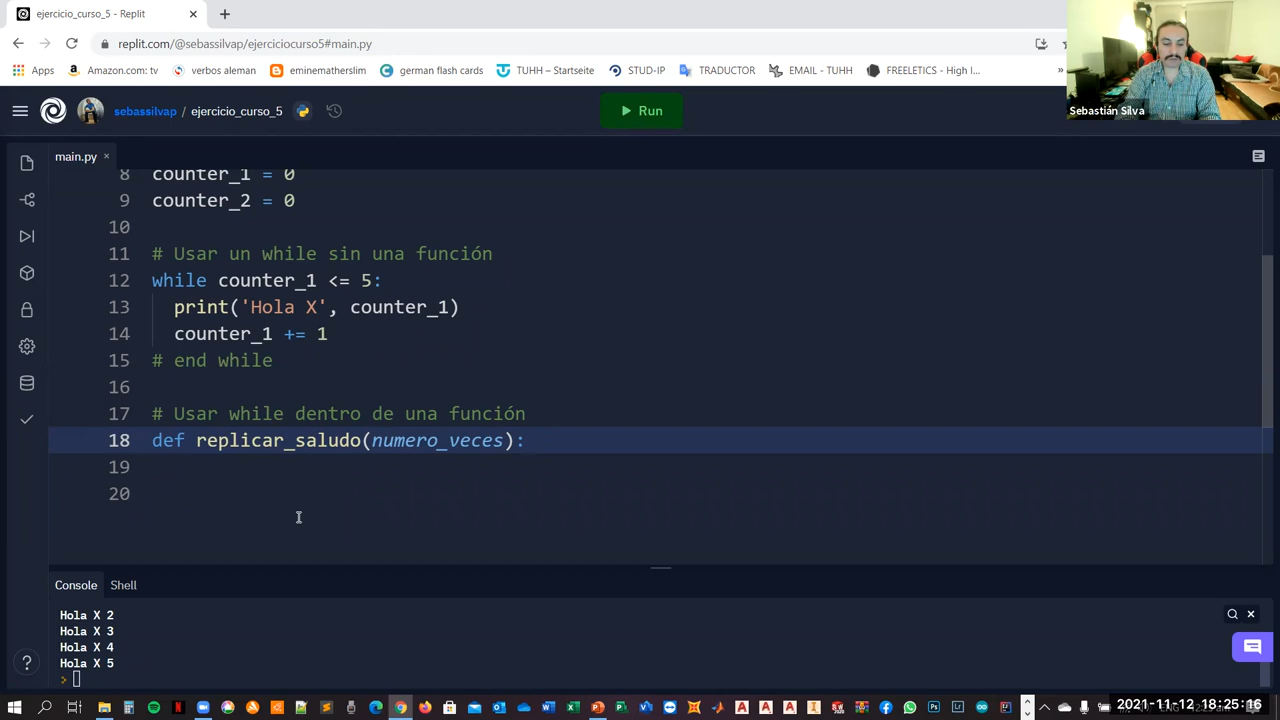 ejercicio_curso_5 - Replit
replit.com/@sebassilvap/ejerciciocurso5#main.py
Apps
Amazon.com: tv
verbos aleman
eminemathslim
german flash cards
TUHH – Startseite
STUD-IP
TRADUCTOR
EMAIL - TUHH
FREELETICS - High I...
»
Sebastián Silva
sebassilvap / ejercicio_curso_5
Run
main.py
8 counter_1 = 0
9 counter_2 = 0
10
11 # Usar un while sin una función
12 while counter_1 <= 5:
13 print('Hola X', counter_1)
14 counter_1 += 1
15 # end while
16
17 # Usar while dentro de una función
18 def replicar_saludo(numero_veces):
19
20
Console Shell
Hola X 2
Hola X 3
Hola X 4
Hola X 5
>
2021-11-12 18:25:16